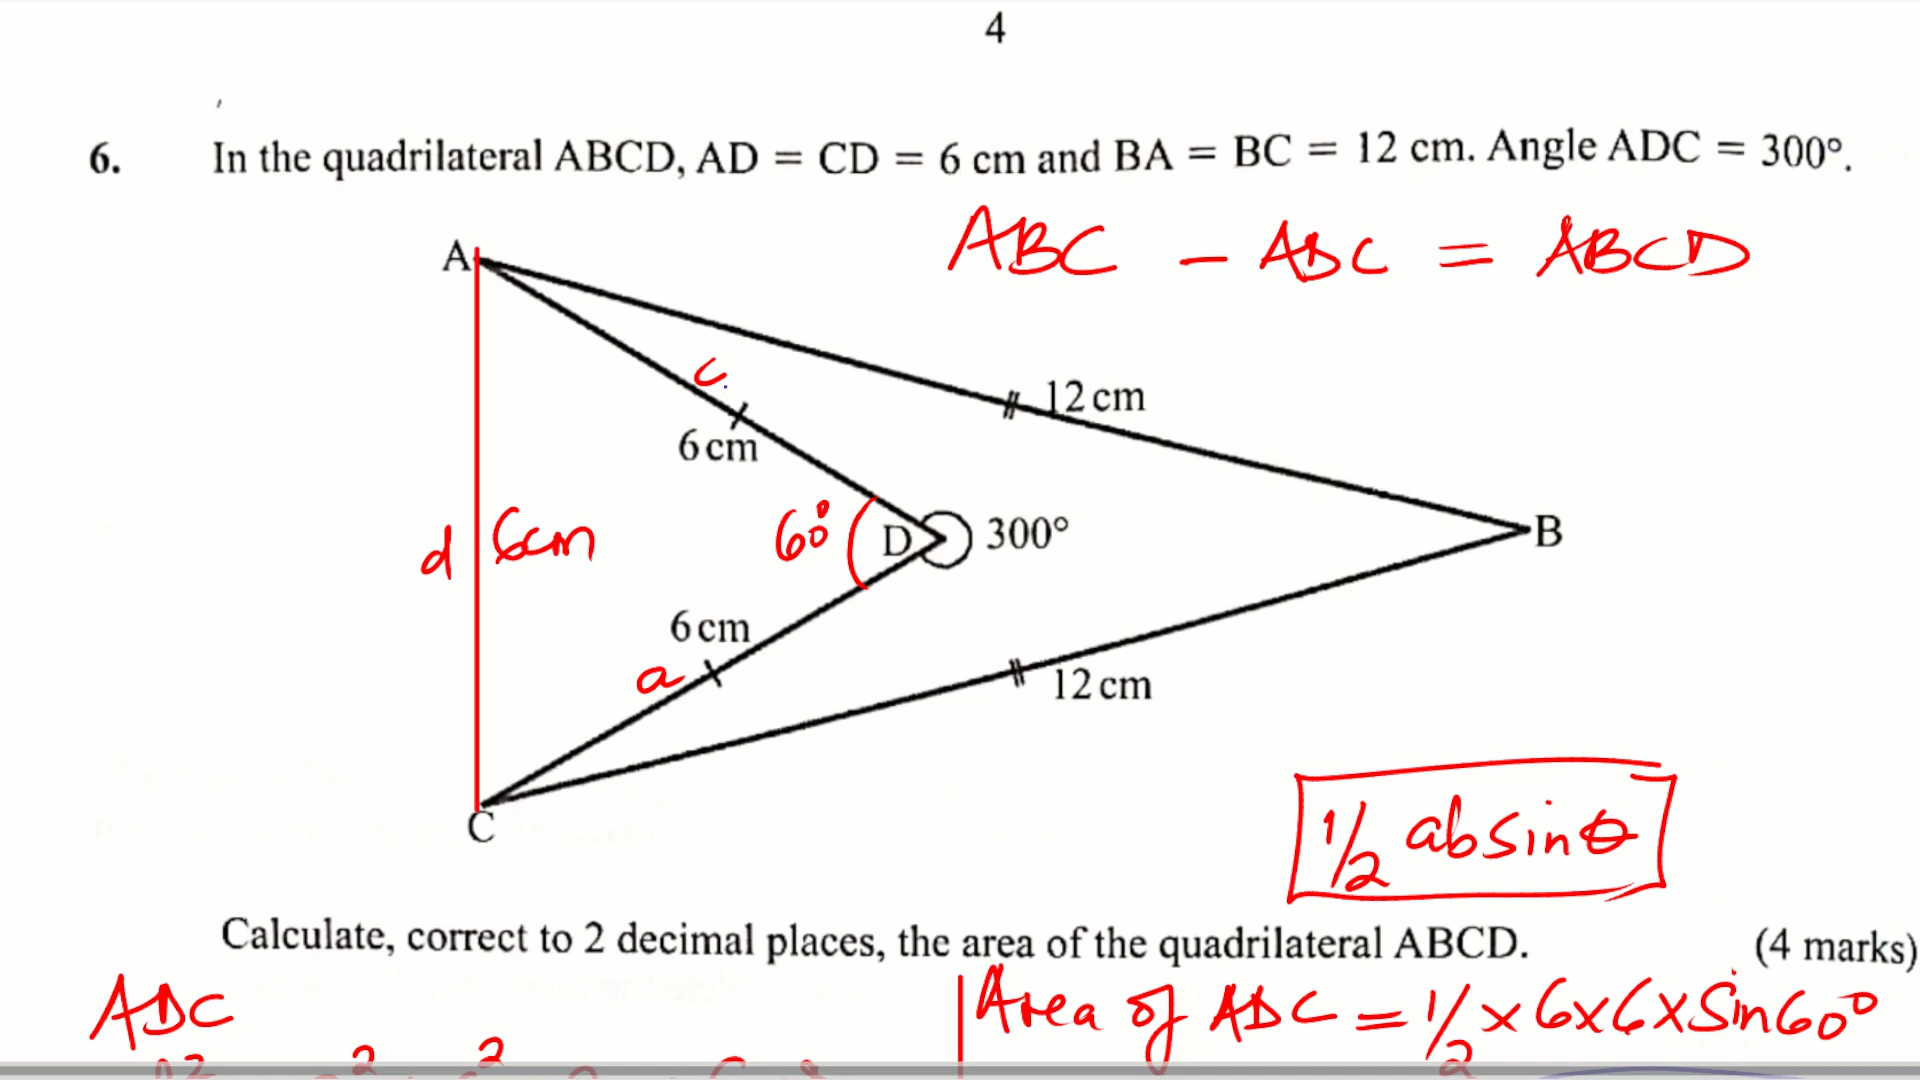 4
6. In the quadrilateral ABCD, AD = CD = 6 cm and BA = BC = 12 cm. Angle ADC = 300°.
ABC - ADC = ABCD
A
c
12 cm
6 cm
d 6cm 60° D 300° B
6 cm
a
12 cm
C
1/2 absinθ
Calculate, correct to 2 decimal places, the area of the quadrilateral ABCD. (4 marks)
ADC
Area of ADC = 1/2 × 6×6×Sin60°